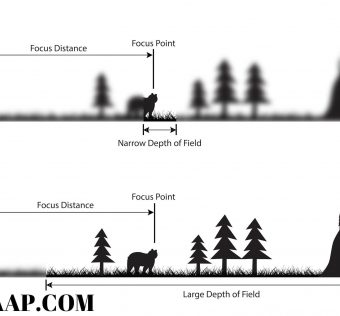 Focus Point
Focus Distance
Narrow Depth of Field
Focus Point
Focus Distance
Large Depth of Field
AAP.COM